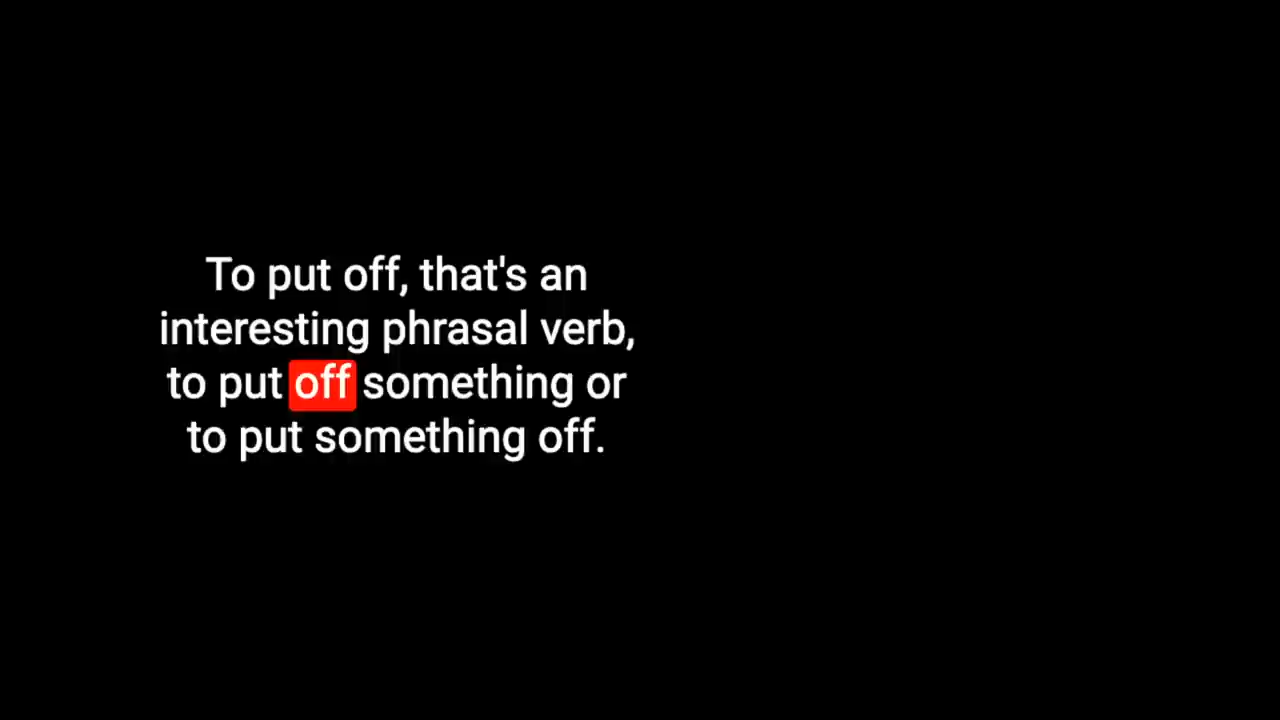 To put off, that's an
interesting phrasal verb,
to put off something or
to put something off.